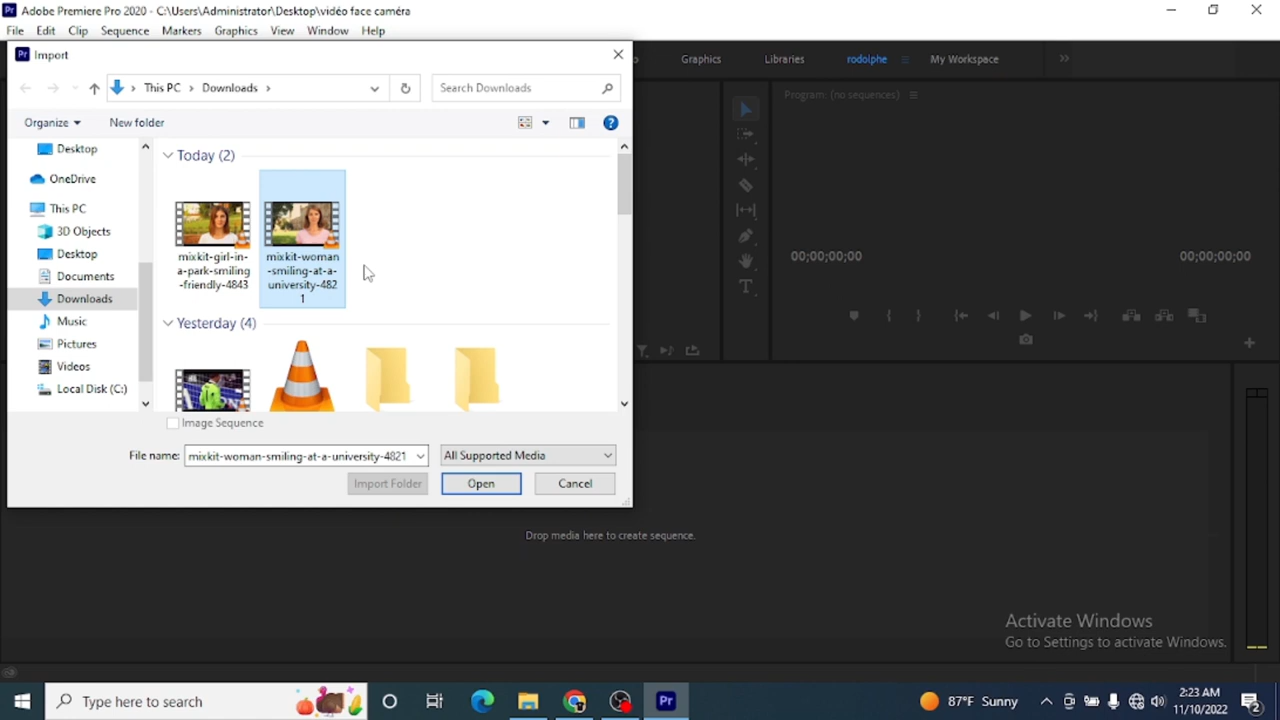 Adobe Premiere Pro 2020 - C:\Users\Administrator\Desktop\vidéo face caméra
File Edit Clip Sequence Markers Graphics View Window Help
Import
Graphics Libraries rodolphe My Workspace
This PC > Downloads >
Search Downloads
Organize
New folder
Program: (no sequences)
Desktop
OneDrive
This PC
3D Objects
Desktop
Documents
Downloads
Music
Pictures
Videos
Local Disk (C:)
Today (2)
mixkit-girl-in-
a-park-smiling
-friendly-4843
mixkit-woman
-smiling-at-a-
university-482
1
Yesterday (4)
00;00;00;00
00;00;00;00
Image Sequence
File name:
mixkit-woman-smiling-at-a-university-4821
All Supported Media
Import Folder
Open
Cancel
Drop media here to create sequence.
Activate Windows
Go to Settings to activate Windows.
Type here to search
87°F Sunny
2:23 AM
11/10/2022
2